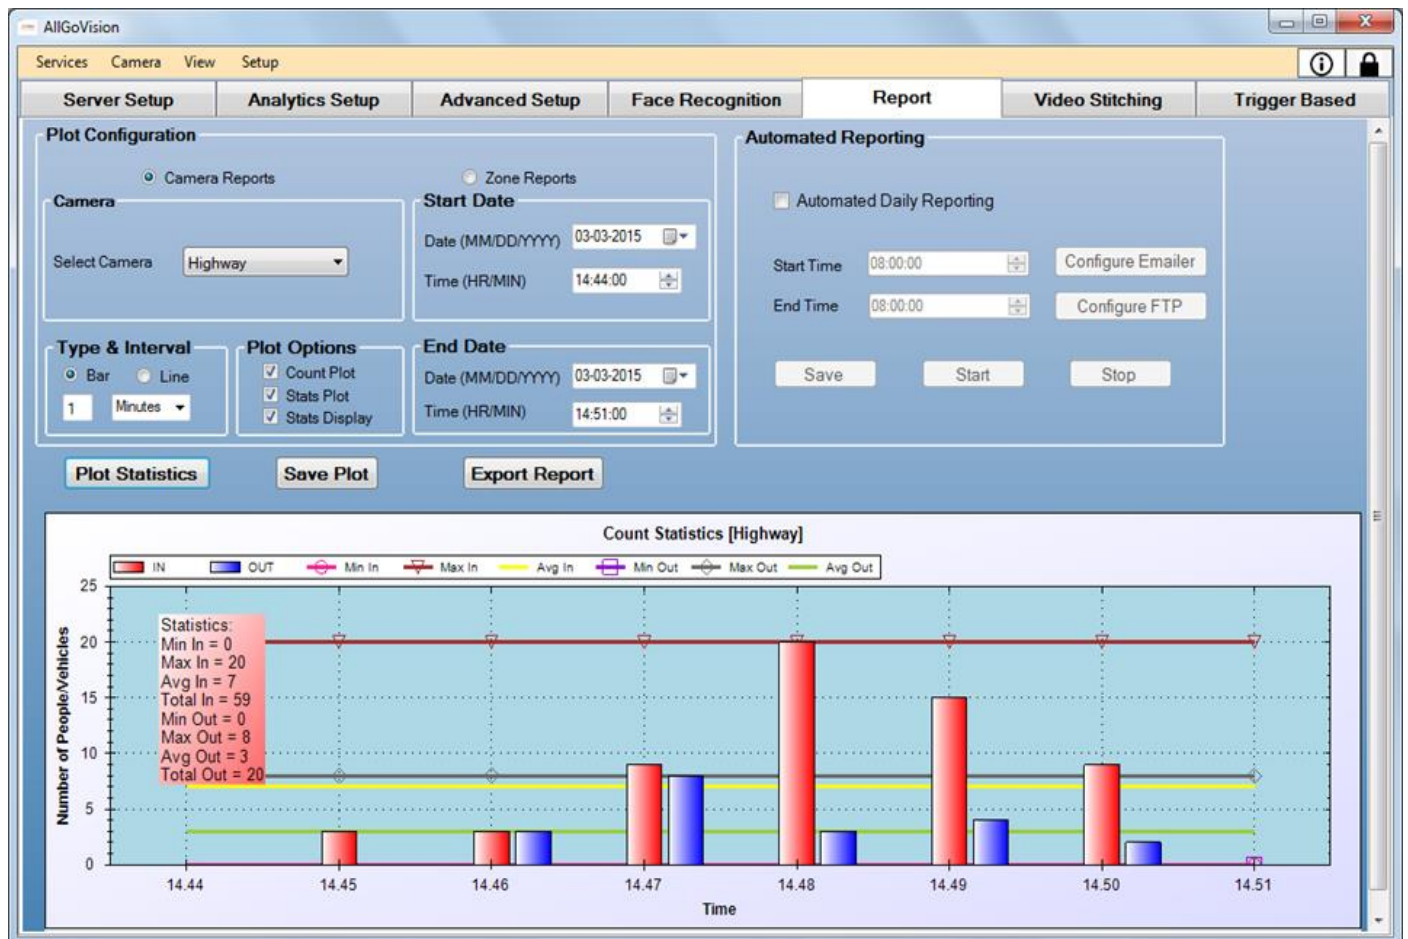 AllGoVision
Services Camera View Setup
Server Setup Analytics Setup Advanced Setup Face Recognition Report Video Stitching Trigger Based
Plot Configuration
Camera Reports Zone Reports
Camera
Select Camera Highway
Start Date
Date (MM/DD/YYYY) 03-03-2015
Time (HR/MIN) 14:44:00
Type & Interval
Bar Line
1 Minutes
Plot Options
Count Plot
Stats Plot
Stats Display
End Date
Date (MM/DD/YYYY) 03-03-2015
Time (HR/MIN) 14:51:00
Automated Reporting
Automated Daily Reporting
Start Time 08:00:00 Configure Emailer
End Time 08:00:00 Configure FTP
Save Start Stop
Plot Statistics Save Plot Export Report
Count Statistics [Highway]
IN OUT Min In Max In Avg In Min Out Max Out Avg Out
Number of People/Vehicles
25
20
15
10
5
0
Statistics:
Min In = 0
Max In = 20
Avg In = 7
Total In = 59
Min Out = 0
Max Out = 8
Avg Out = 3
Total Out = 20
14.44 14.45 14.46 14.47 14.48 14.49 14.50 14.51
Time